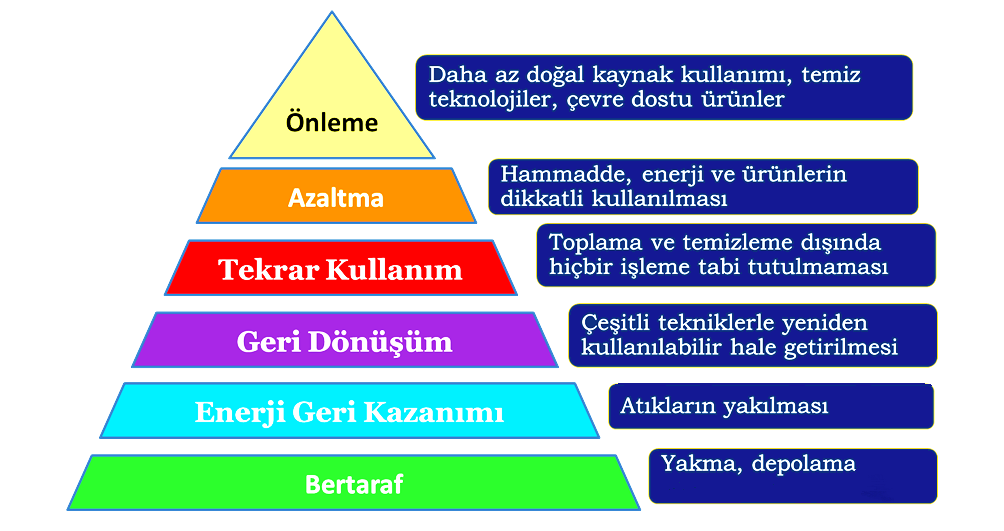 Önleme
Daha az doğal kaynak kullanımı, temiz
teknolojiler, çevre dostu ürünler
Azaltma
Hammadde, enerji ve ürünlerin
dikkatli kullanılması
Tekrar Kullanım
Toplama ve temizleme dışında
hiçbir işleme tabi tutulmaması
Geri Dönüşüm
Çeşitli tekniklerle yeniden
kullanılabilir hale getirilmesi
Enerji Geri Kazanımı
Atıkların yakılması
Bertaraf
Yakma, depolama